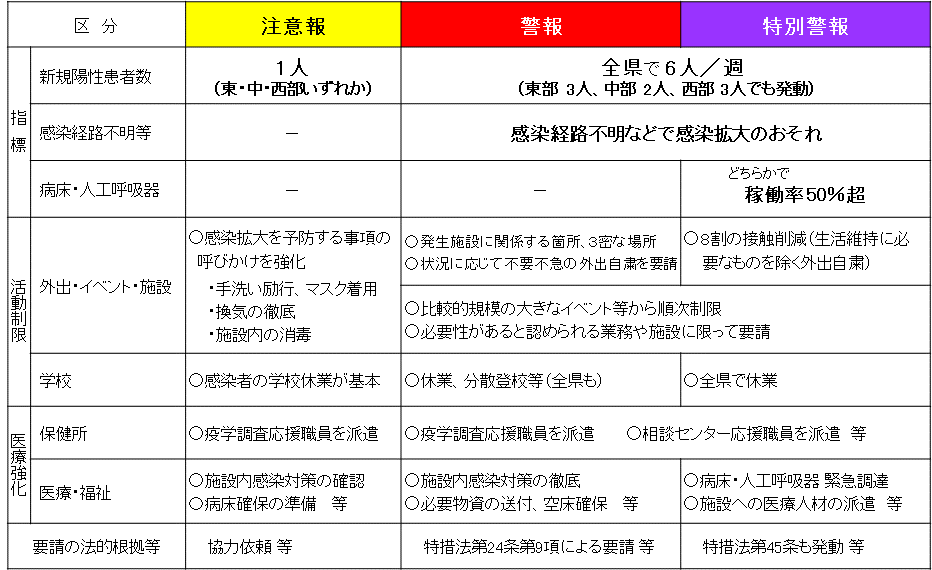 区 分
注意報
警報
特別警報
指標
新規陽性患者数
1人
(東・中・西部いずれか)
全県で6人/週
(東部 3人、中部 2人、西部 3人でも発動)
感染経路不明等
－
感染経路不明などで感染拡大のおそれ
病床・人工呼吸器
－
－
どちらかで
稼働率50%超
活動制限
外出・イベント・施設
○感染拡大を予防する事項の
呼びかけを強化
・手洗い励行、マスク着用
・換気の徹底
・施設内の消毒
○発生施設に関係する箇所、3密な場所
○状況に応じて不要不急の外出自粛を要請
○8割の接触削減(生活維持に必
要なものを除く外出自粛)
○比較的規模の大きなイベント等から順次制限
○必要性があると認められる業務や施設に限って要請
学校
○感染者の学校休業が基本
○休業、分散登校等(全県も)
○全県で休業
医療強化
保健所
○疫学調査応援職員を派遣
○疫学調査応援職員を派遣 ○相談センター応援職員を派遣 等
医療・福祉
○施設内感染対策の確認
○病床確保の準備 等
○施設内感染対策の徹底
○必要物資の送付、空床確保 等
○病床・人工呼吸器 緊急調達
○施設への医療人材の派遣 等
要請の法的根拠等
協力依頼 等
特措法第24条第9項による要請 等
特措法第45条も発動 等